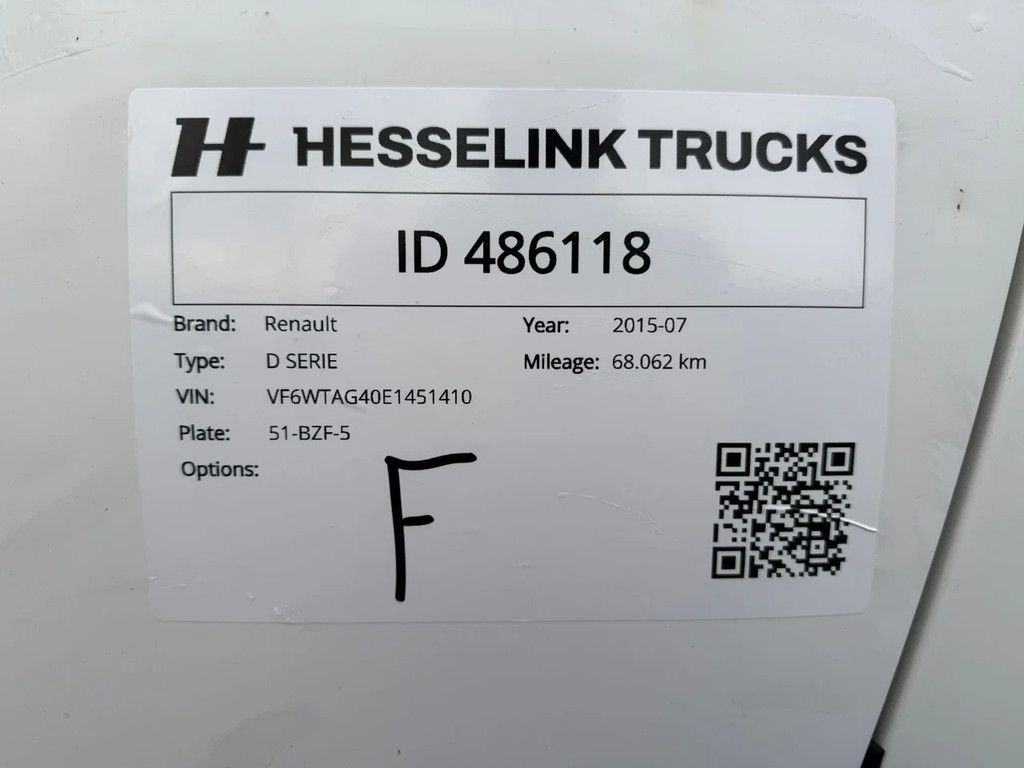 H HESSELINK TRUCKS
ID 486118
Brand: Renault Year: 2015-07
Type: D SERIE Mileage: 68.062 km
VIN: VF6WTAG40E1451410
Plate: 51-BZF-5
Options:
F